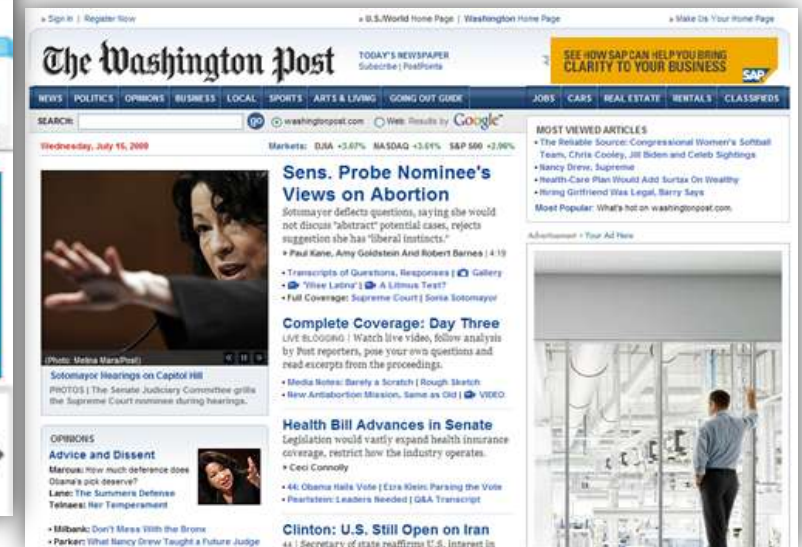 » Sign In | Register Now
» U.S./World Home Page | Washington Home Page
» Make Us Your Home Page
The Washington Post
TODAY'S NEWSPAPER
Subscribe | PostPoints
SEE HOW SAP CAN HELP YOU BRING
CLARITY TO YOUR BUSINESS
SAP
NEWS POLITICS OPINIONS BUSINESS LOCAL SPORTS ARTS & LIVING GOING OUT GUIDE JOBS CARS REAL ESTATE RENTALS CLASSIFIEDS
SEARCH: go washingtonpost.com Web: Results by Google
Wednesday, July 15, 2009
Markets: DJIA +3.07% NASDAQ +3.51% S&P 500 +2.96%
Sens. Probe Nominee's
Views on Abortion
Sotomayor deflects questions, saying she would
not discuss "abstract" potential cases, rejects
suggestion she has "liberal instincts."
» Paul Kane, Amy Goldstein And Robert Barnes | 4:19
• Transcripts of Questions, Responses | Gallery
• 'Wise Latina' | A Litmus Test?
• Full Coverage: Supreme Court | Sonia Sotomayor
Complete Coverage: Day Three
LIVE BLOGGING | Watch live video, follow analysis
by Post reporters, pose your own questions and
read excerpts from the proceedings.
• Media Notes: Barely a Scratch | Rough Sketch
• New Antiabortion Mission, Same as Old | VIDEO
Health Bill Advances in Senate
Legislation would vastly expand health insurance
coverage, restrict how the industry operates.
» Ceci Connolly
• 44: Obama Hails Vote | Ezra Klein: Parsing the Vote
• Pearlstein: Leaders Needed | Q&A Transcript
Clinton: U.S. Still Open on Iran
44 | Secretary of state reaffirms U.S. interest in
(Photo: Melina Mara/Post)
Sotomayor Hearings on Capitol Hill
PHOTOS | The Senate Judiciary Committee grills
the Supreme Court nominee during hearings.
OPINIONS
Advice and Dissent
Marcus: How much deference does
Obama's pick deserve?
Lane: The Summers Defense
Telnaes: Her Temperament
• Milbank: Don't Mess With the Bronx
• Parker: What Nancy Drew Taught a Future Judge
MOST VIEWED ARTICLES
• The Reliable Source: Congressional Women's Softball
Team, Chris Cooley, Jill Biden and Celeb Sightings
• Nancy Drew, Supreme
• Health-Care Plan Would Add Surtax On Wealthy
• Hiring Girlfriend Was Legal, Barry Says
Most Popular: What's hot on washingtonpost.com.
Advertisement » Your Ad Here